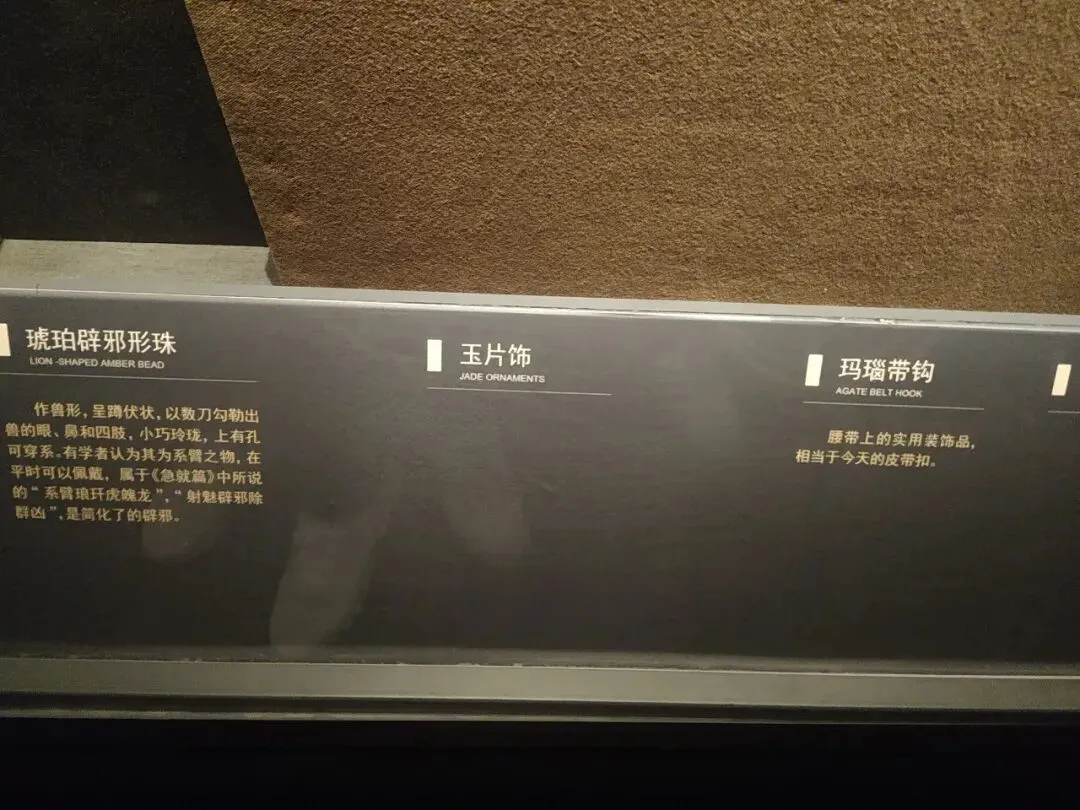 琥珀辟邪形珠
LION -SHAPED AMBER BEAD
作兽形，呈蹲伏状，以数刀勾勒出
兽的眼、鼻和四肢，小巧玲珑，上有孔
可穿系。有学者认为其为系臂之物，在
平时可以佩戴，属于《急就篇》中所说
的“系臂琅玕虎魄龙”，“射魅辟邪除
群凶”，是简化了的辟邪。
玉片饰
JADE ORNAMENTS
玛瑙带钩
AGATE BELT HOOK
腰带上的实用装饰品，
相当于今天的皮带扣。